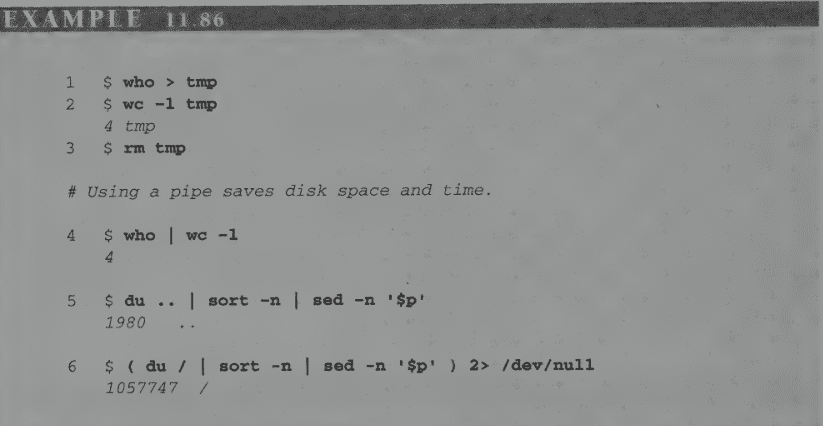 EXAMPLE 11.86
1 $ who > tmp
2 $ wc -l tmp
4 tmp
3 $ rm tmp
# Using a pipe saves disk space and time.
4 $ who | wc -l
4
5 $ du .. | sort -n | sed -n '$p'
1980 ..
6 $ ( du / | sort -n | sed -n '$p' ) 2> /dev/null
1057747 /